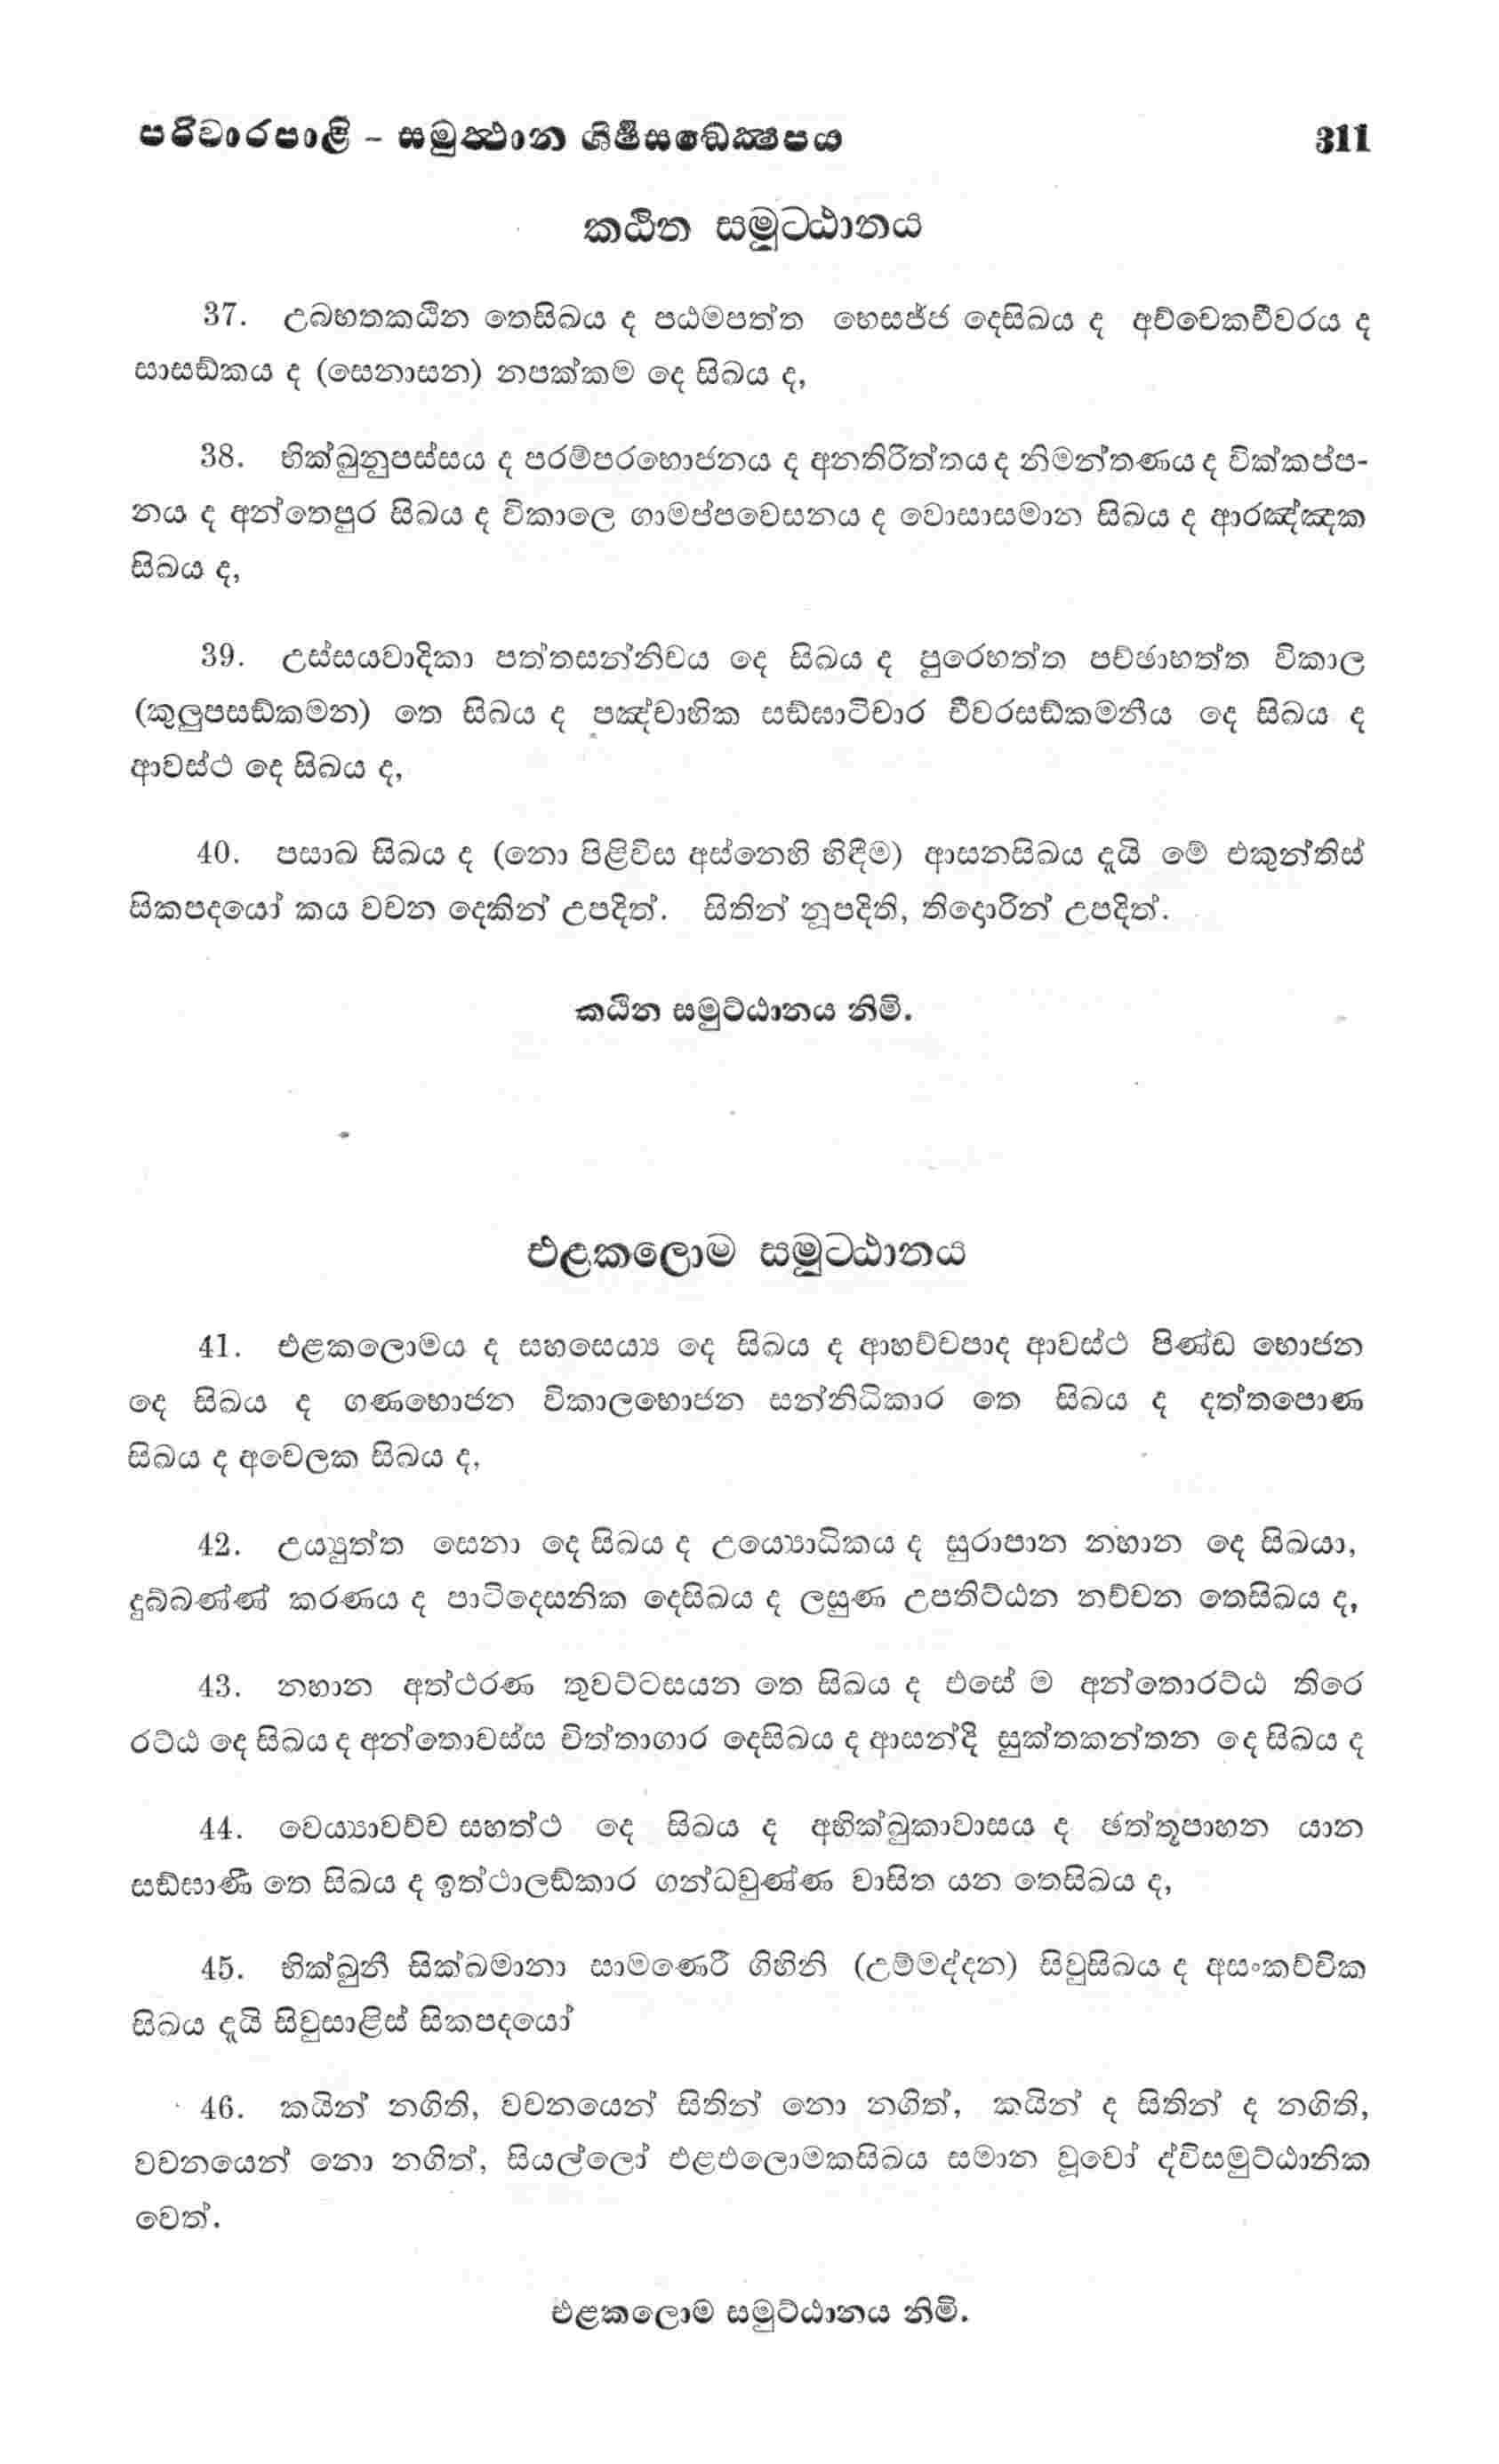 පරිවාරපාළි – සමුත්‍ථාන ශිර්‍ෂසඞ්ක්‍ෂෙපය 311
කඨින සමුට්ඨානය
37. උබභතකඨින තෙසිඛය ද පඨමපත්ත භෙසජ්ජ දෙසිඛය ද අච්චෙකචීවරය ද
සාසඞ්කය ද (සෙනාසන) නපක්කම දෙ සිඛය ද,
38. භික්ඛුනුපස්සය ද පරම්පරභොජනය ද අනතිරිත්තය ද නිමන්තණය ද වික්කප්ප-
නය ද අන්තෙපුර සිඛය ද විකාලෙ ගාමප්පවෙසනය ද වොසාසමාන සිඛය ද ආරඤ්ඤක
සිඛය ද,
39. උස්සයවාදිකා පත්තසන්නිචය දෙ සිඛය ද පුරෙභත්ත පච්ඡාභත්ත විකාල
(කුලුපසඞ්කමන) තෙ සිඛය ද පඤ්චාහික සඞ්ඝාටිචාර චීවරසඞ්කමනීය දෙ සිඛය ද
ආවස්ථ දෙ සිඛය ද,
40. පසාඛ සිඛය ද (නො පිළිවිස අස්නෙහි හිඳීම) ආසනසිඛය දැයි මේ එකුන්තිස්
සිකපදයෝ කය වචන දෙකින් උපදිත්. සිතින් නූපදිති, තිදොරින් උපදිත්.
කඨින සමුට්ඨානය නිමි.
එළකලොම සමුට්ඨානය
41. එළකලොමය ද සහසෙය්‍ය දෙ සිඛය ද ආහච්චපාද ආවස්ථ පිණ්ඩ භොජන
දෙ සිඛය ද ගණභොජන විකාලභොජන සන්නිධිකාර තෙ සිඛය ද දත්තපොණ
සිඛය ද අචෙලක සිඛය ද,
42. උය්‍යුත්ත සෙනා දෙ සිඛය ද උය්‍යොධිකය ද සුරාපාන නහාන දෙ සිඛයා,
දුබ්බණ්ණ් කරණය ද පාටිදෙසනික දෙසිඛය ද ලසුණ උපතිට්ඨන නච්චන තෙසිඛය ද,
43. නහාන අත්ථරණ තුවට්ටසයන තෙ සිඛය ද එසේ ම අන්තොරට්ඨ තිරෙ
රට්ඨ දෙ සිඛය ද අන්තොවස්ස චිත්තාගාර දෙසිඛය ද ආසන්දි සුක්තකන්තන දෙ සිඛය ද
44. වෙය්‍යාවච්ච සහත්ථ දෙ සිඛය ද අභික්ඛුකාවාසය ද ඡත්තූපාහන යාන
සඞ්ඝාණී තෙ සිඛය ද ඉත්ථාලඞ්කාර ගන්ධවුණ්ණ වාසිත යන තෙසිඛය ද,
45. භික්ඛුනී සික්ඛමානා සාමණෙරී ගිහිනි (උම්මද්දන) සිවුසිඛය ද අසංකච්චික
සිඛය දැයි සිවුසාළිස් සිකපදයෝ
46. කයින් නගිති, වචනයෙන් සිතින් නො නගිත්, කයින් ද සිතින් ද නගිති,
වචනයෙන් නො නගිත්, සියල්ලෝ එළඑලොමකසිඛය සමාන වූවෝ ද්විසමුට්ඨානික
වෙත්.
එළකලොම සමුට්ඨානය නිමි.